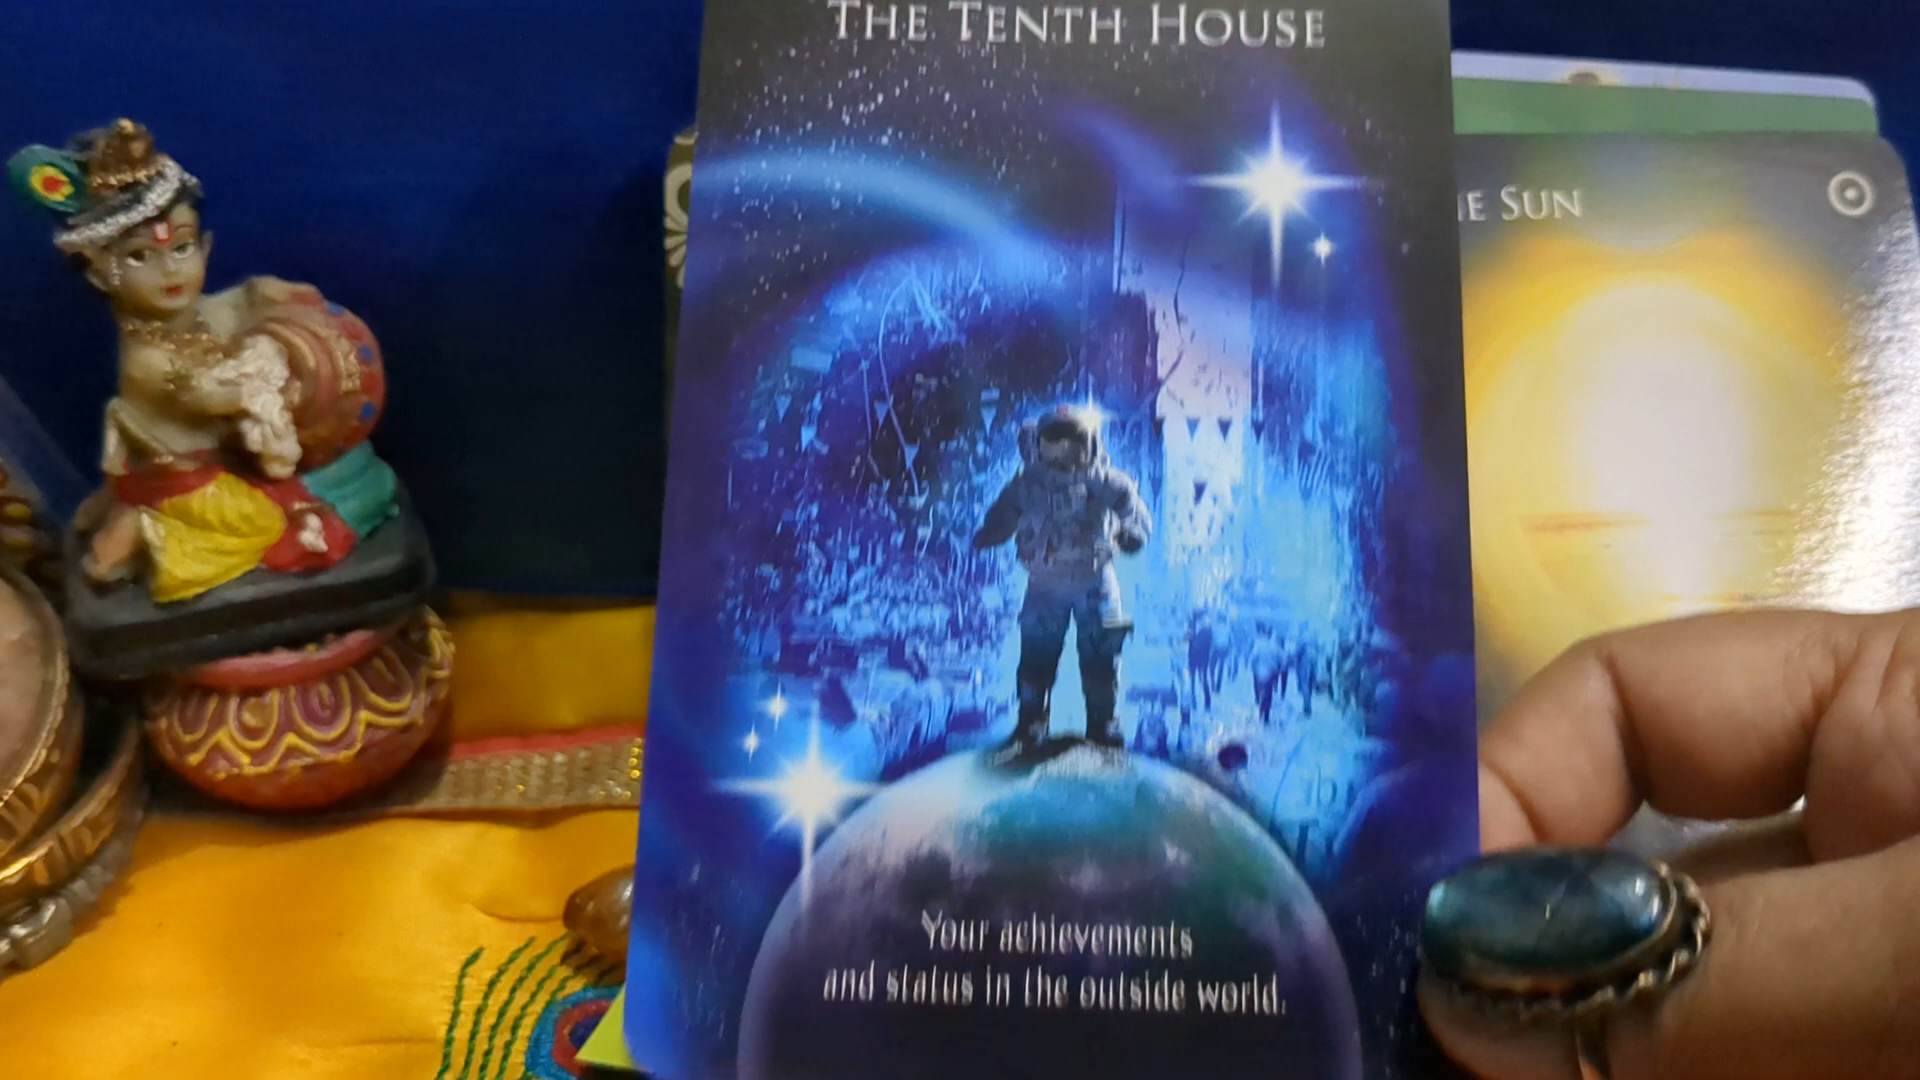 THE TENTH HOUSE
E SUN
Your achievements
and status in the outside world.